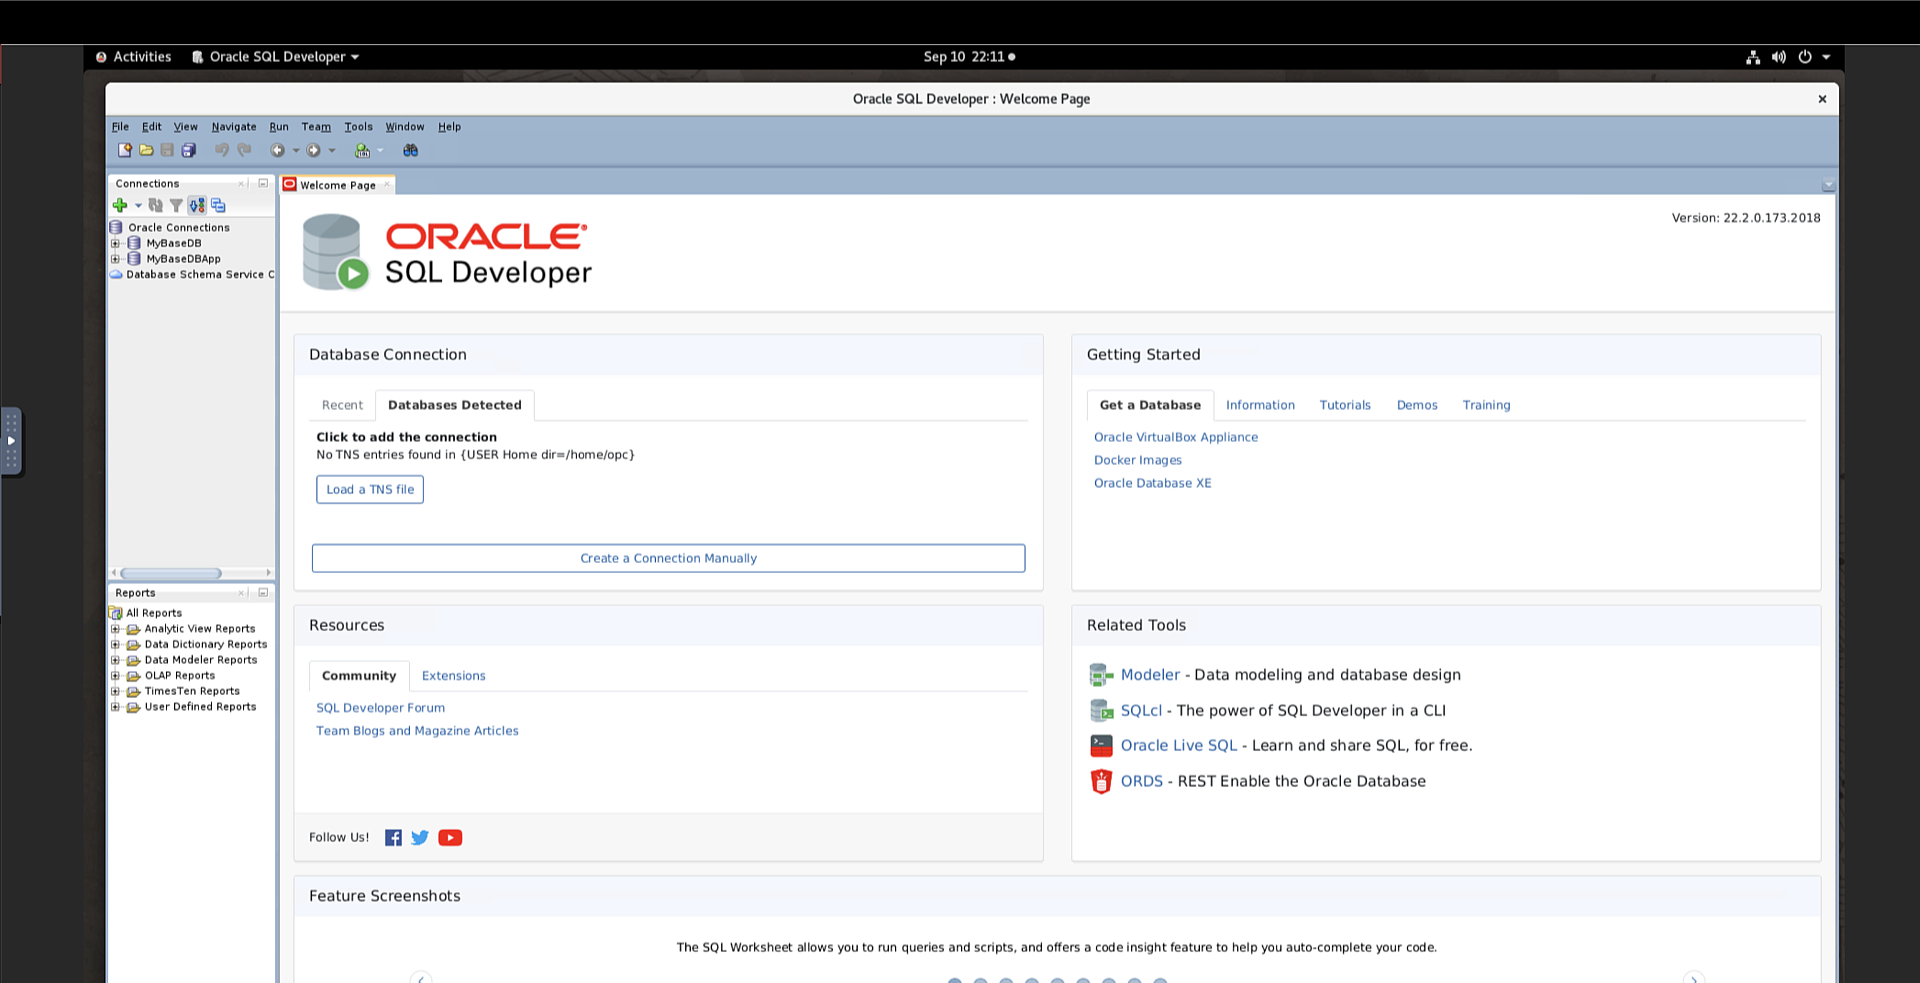 Activities Oracle SQL Developer Sep 10 22:11
Oracle SQL Developer : Welcome Page
File Edit View Navigate Run Team Tools Window Help
Connections
Oracle Connections
MyBaseDB
MyBaseDBApp
Database Schema Service C
Reports
All Reports
Analytic View Reports
Data Dictionary Reports
Data Modeler Reports
OLAP Reports
TimesTen Reports
User Defined Reports
Welcome Page
ORACLE
SQL Developer
Version: 22.2.0.173.2018
Database Connection
Recent Databases Detected
Click to add the connection
No TNS entries found in {USER Home dir=/home/opc}
Load a TNS file
Create a Connection Manually
Getting Started
Get a Database Information Tutorials Demos Training
Oracle VirtualBox Appliance
Docker Images
Oracle Database XE
Resources
Community Extensions
SQL Developer Forum
Team Blogs and Magazine Articles
Follow Us!
Related Tools
Modeler - Data modeling and database design
SQLcl - The power of SQL Developer in a CLI
Oracle Live SQL - Learn and share SQL, for free.
ORDS - REST Enable the Oracle Database
Feature Screenshots
The SQL Worksheet allows you to run queries and scripts, and offers a code insight feature to help you auto-complete your code.